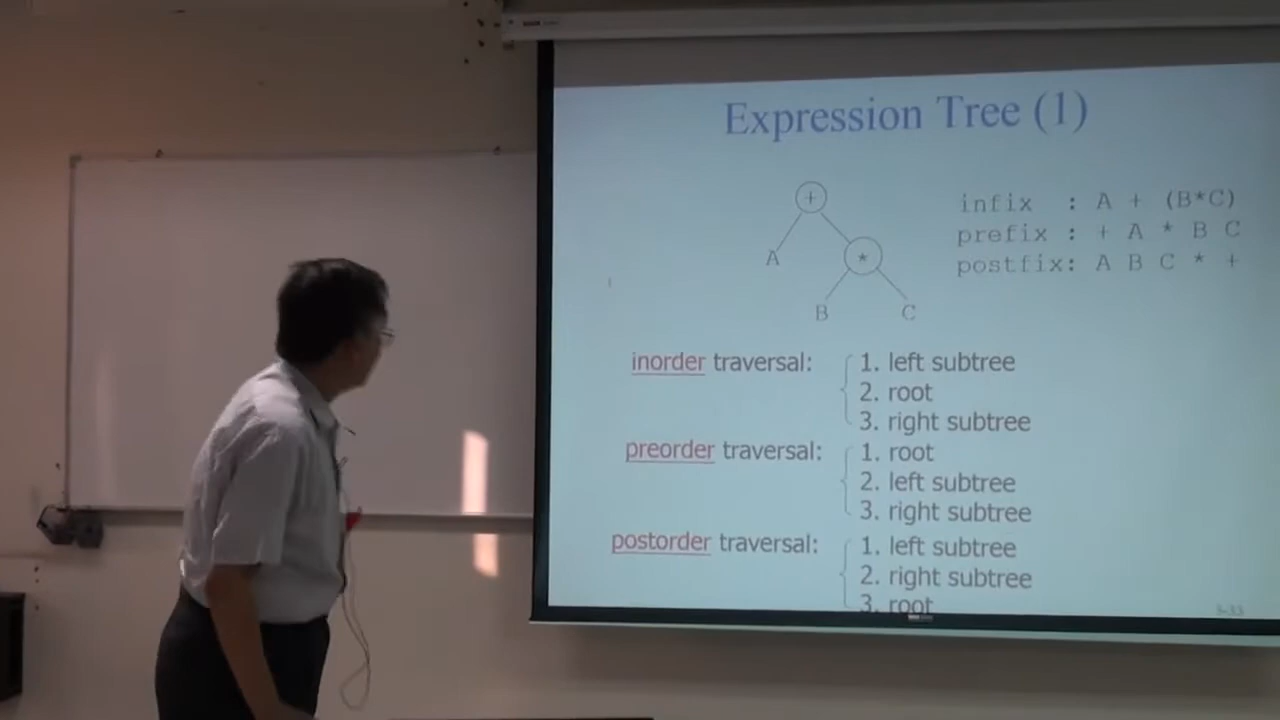 Expression Tree (1)
+
A
*
B
C
infix : A + (B*C)
prefix : + A * B C
postfix: A B C * +
inorder traversal:
1. left subtree
2. root
3. right subtree
preorder traversal:
1. root
2. left subtree
3. right subtree
postorder traversal:
1. left subtree
2. right subtree
3. root